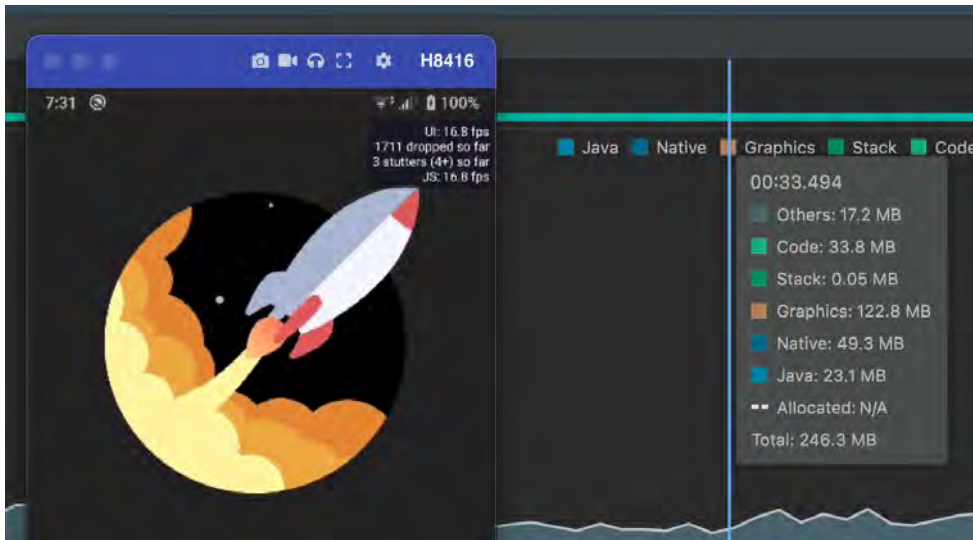 H8416
7:31
100%
UI: 16.8 fps
1711 dropped so far
3 stutters (4+) so far
JS: 16.8 fps
Java Native Graphics Stack Code
00:33.494
Others: 17.2 MB
Code: 33.8 MB
Stack: 0.05 MB
Graphics: 122.8 MB
Native: 49.3 MB
Java: 23.1 MB
Allocated: N/A
Total: 246.3 MB